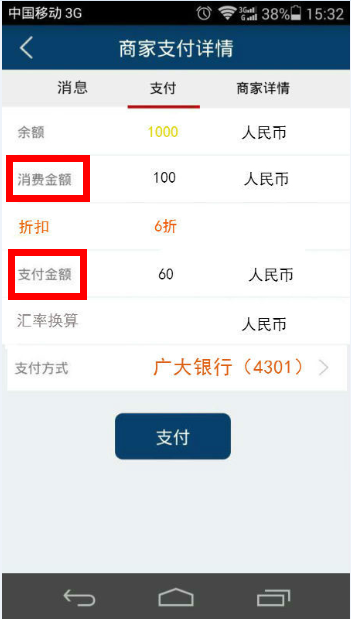 中国移动 3G 3G 38% 15:32
商家支付详情
消息 支付 商家详情
余额 1000 人民币
消费金额 100 人民币
折扣 6折
支付金额 60 人民币
汇率换算 人民币
支付方式 广大银行（4301）
支付